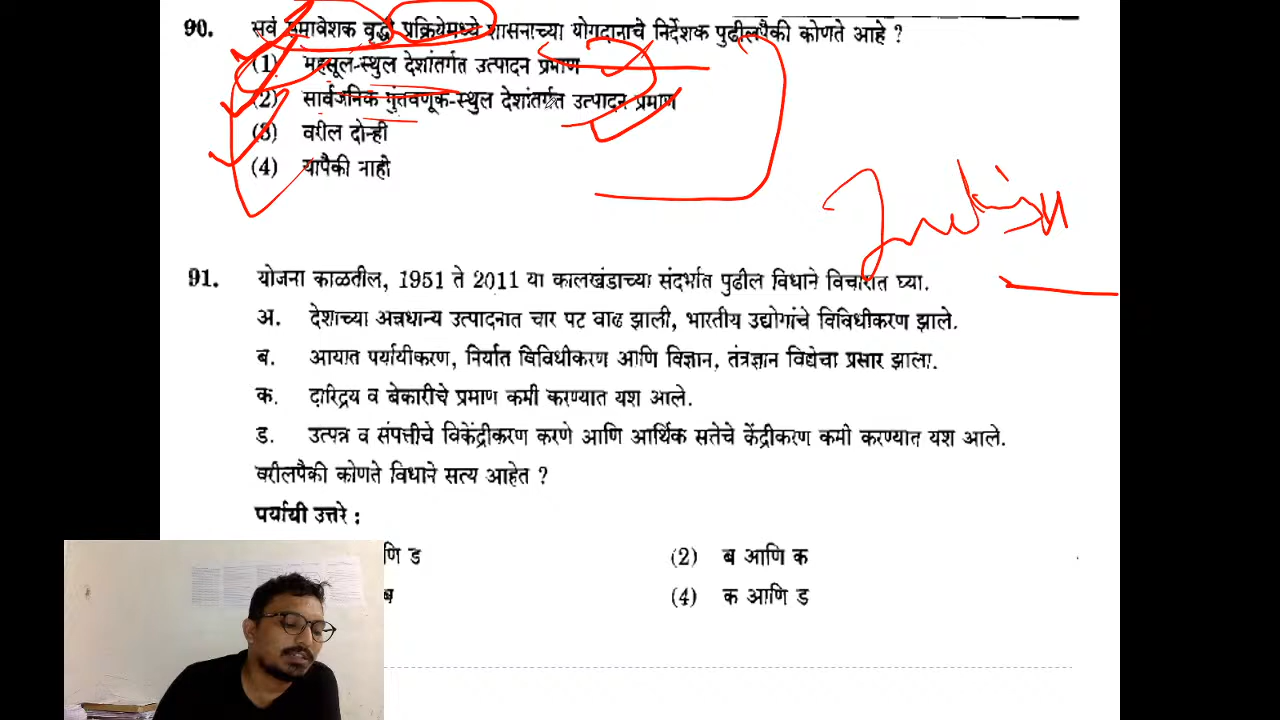 90. सर्व समावेशक वृद्धी प्रक्रियेमध्ये शासनाच्या योगदानाचे निर्देशक पुढीलपैकी कोणते आहे ?
(1) महसूल-स्थुल देशांतर्गत उत्पादन प्रमाण
(2) सार्वजनिक गुंतवणूक-स्थुल देशांतर्गत उत्पादन प्रमाण
(3) वरील दोन्ही
(4) यापैकी नाही
91. योजना काळातील, 1951 ते 2011 या कालखंडाच्या संदर्भात पुढील विधाने विचारात घ्या.
अ. देशाच्या अन्नधान्य उत्पादनात चार पट वाढ झाली, भारतीय उद्योगांचे विविधीकरण झाले.
ब. आयात पर्यायीकरण, निर्यात विविधीकरण आणि विज्ञान, तंत्रज्ञान विद्येचा प्रसार झाला.
क. दारिद्रय व बेकारीचे प्रमाण कमी करण्यात यश आले.
ड. उत्पन्न व संपत्तीचे विकेंद्रीकरण करणे आणि आर्थिक सत्तेचे केंद्रीकरण कमी करण्यात यश आले.
वरीलपैकी कोणते विधाने सत्य आहेत ?
पर्यायी उत्तरे :
ड (2) ब आणि क
ब (4) क आणि ड